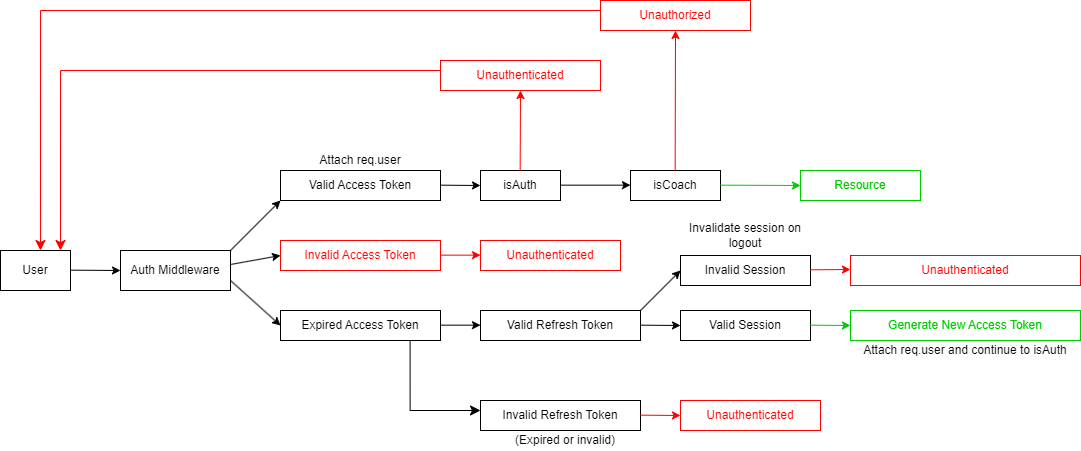 Unauthorized
Unauthenticated
Attach req.user
Valid Access Token
isAuth
isCoach
Resource
Invalidate session on
logout
User
Auth Middleware
Invalid Access Token
Unauthenticated
Invalid Session
Unauthenticated
Expired Access Token
Valid Refresh Token
Valid Session
Generate New Access Token
Attach req.user and continue to isAuth
Invalid Refresh Token
Unauthenticated
(Expired or invalid)